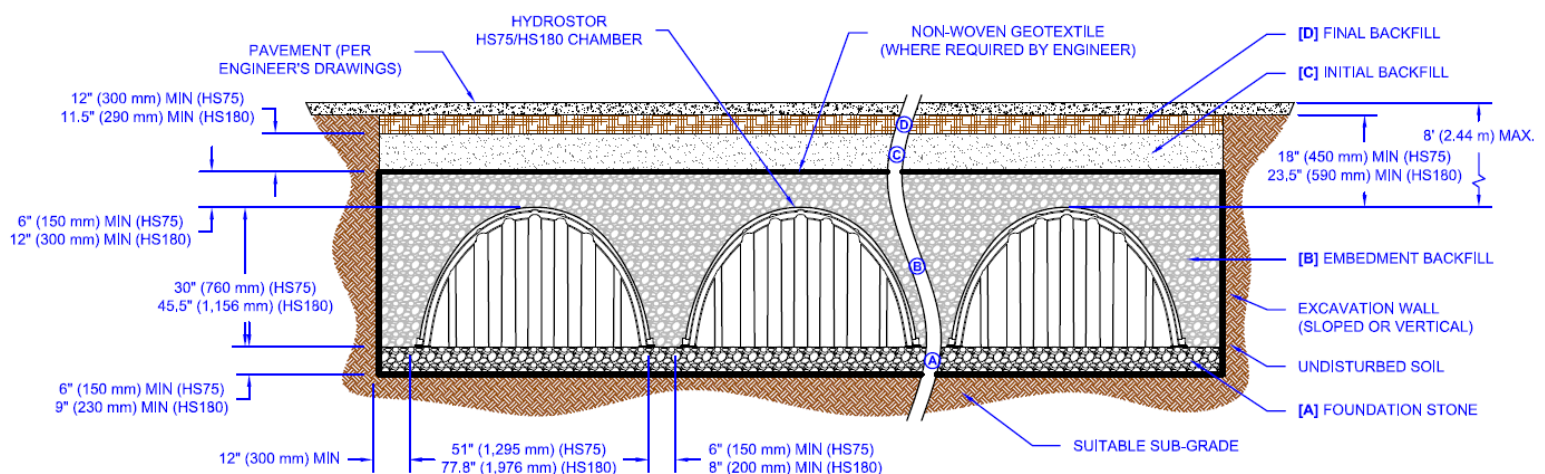 HYDROSTOR
HS75/HS180 CHAMBER
NON-WOVEN GEOTEXTILE
(WHERE REQUIRED BY ENGINEER)
[D] FINAL BACKFILL
PAVEMENT (PER
ENGINEER'S DRAWINGS)
[C] INITIAL BACKFILL
12" (300 mm) MIN (HS75)
11.5" (290 mm) MIN (HS180)
D
8' (2.44 m) MAX.
C
18" (450 mm) MIN (HS75)
23,5" (590 mm) MIN (HS180)
6" (150 mm) MIN (HS75)
12" (300 mm) MIN (HS180)
B
[B] EMBEDMENT BACKFILL
30" (760 mm) (HS75)
45,5" (1,156 mm) (HS180)
EXCAVATION WALL
(SLOPED OR VERTICAL)
A
UNDISTURBED SOIL
6" (150 mm) MIN (HS75)
9" (230 mm) MIN (HS180)
[A] FOUNDATION STONE
12" (300 mm) MIN
51" (1,295 mm) (HS75)
77.8" (1,976 mm) (HS180)
6" (150 mm) MIN (HS75)
8" (200 mm) MIN (HS180)
SUITABLE SUB-GRADE